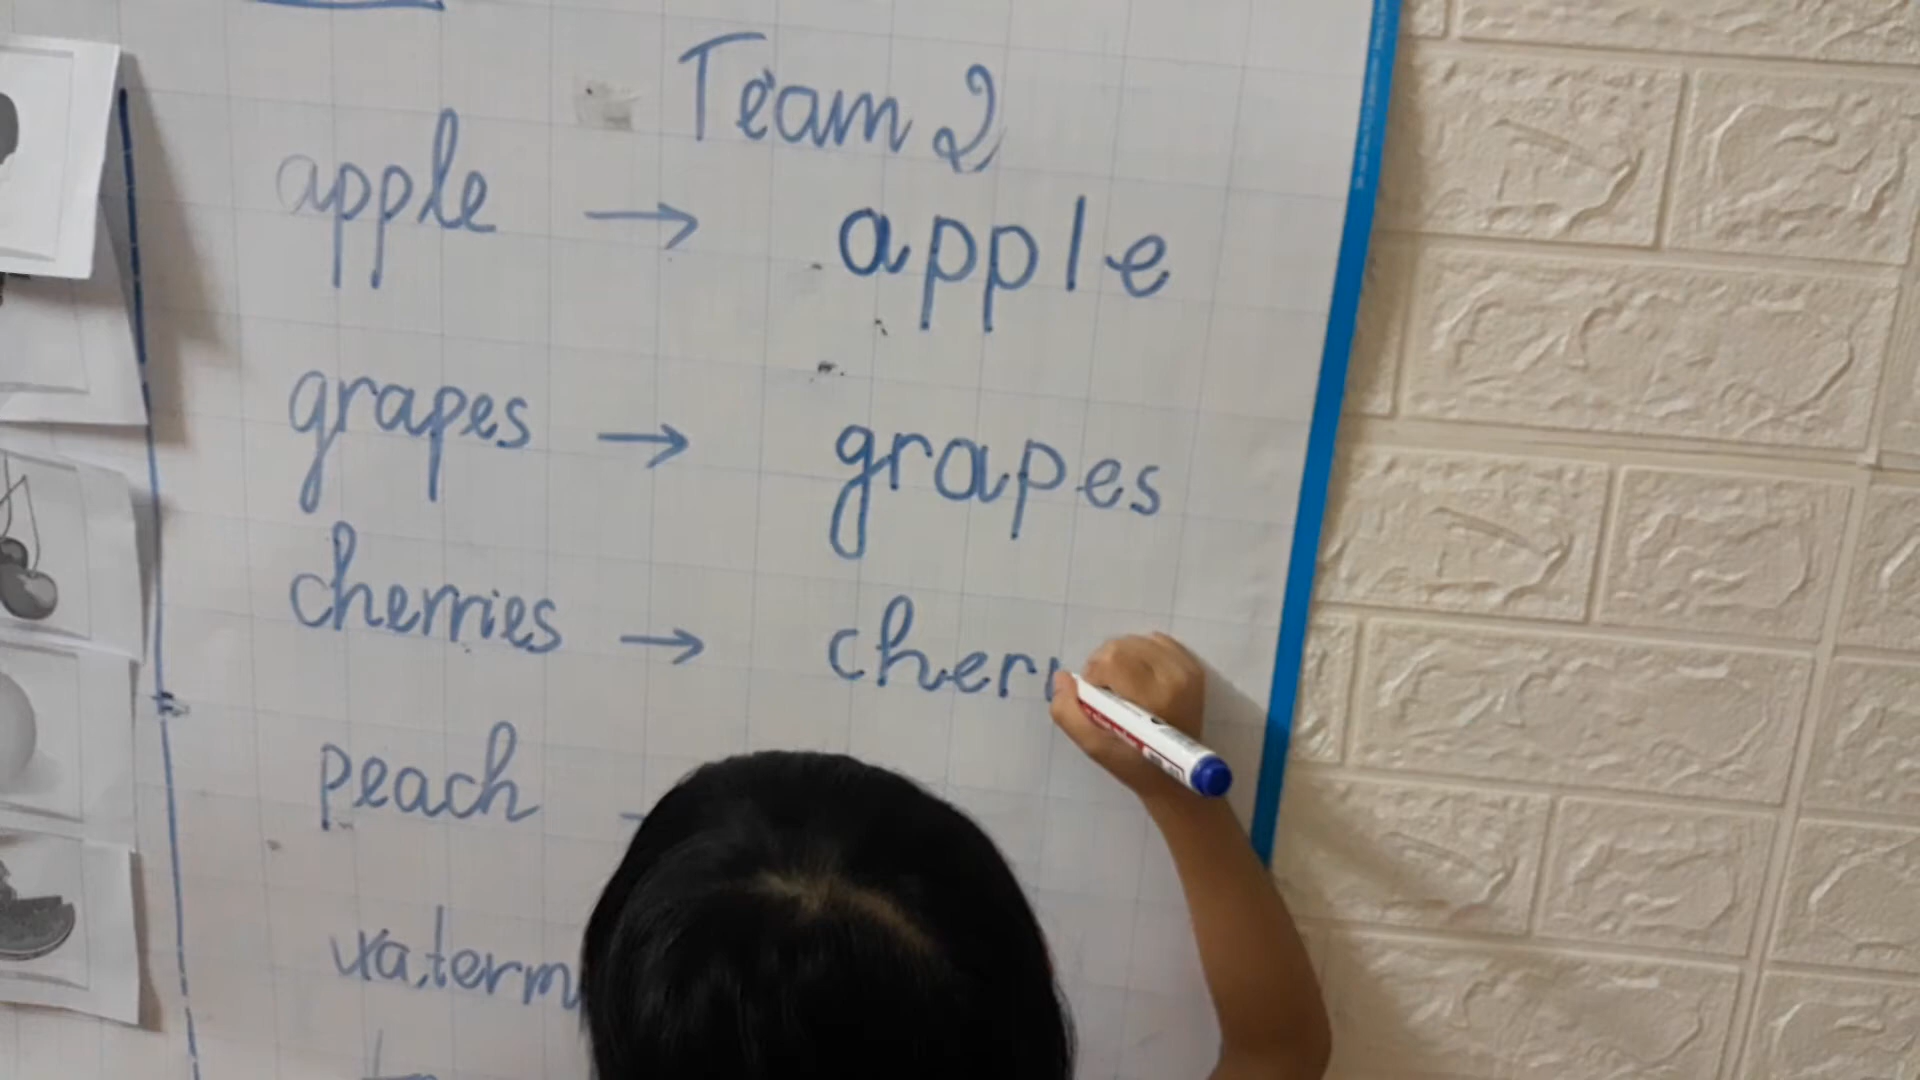 Team 2
apple → apple
grapes → grapes
cherries → cher
peach
waterm